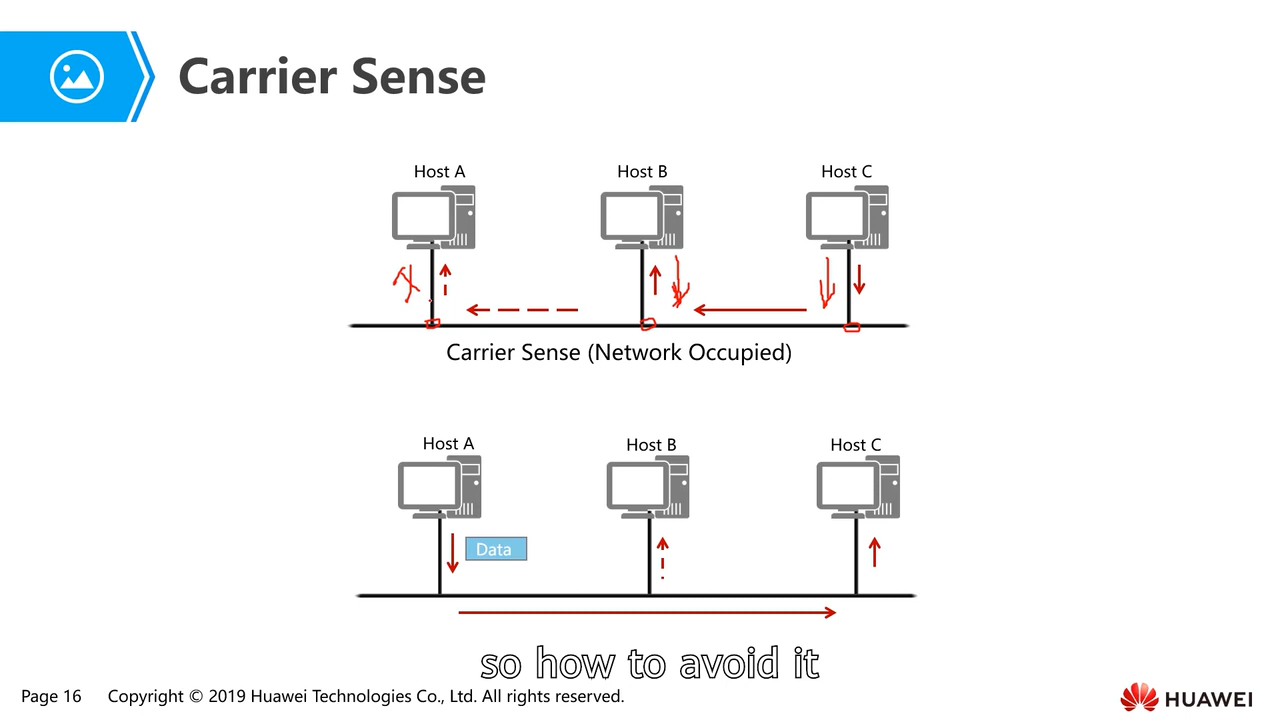 Carrier Sense
Host A Host B Host C
Carrier Sense (Network Occupied)
Host A Host B Host C
Data
so how to avoid it
Page 16 Copyright © 2019 Huawei Technologies Co., Ltd. All rights reserved.
HUAWEI